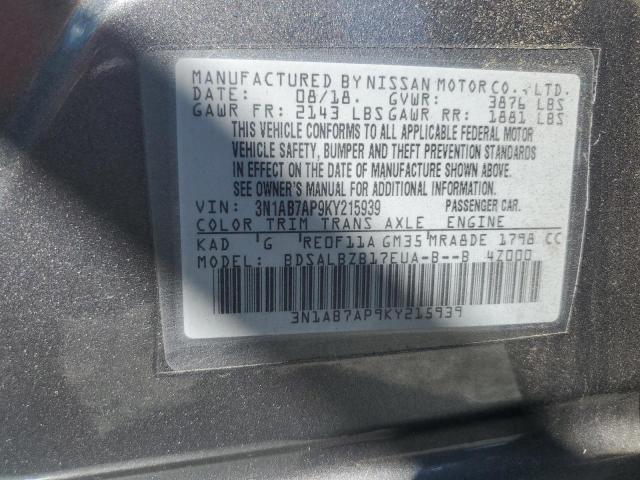 MANUFACTURED BY NISSAN MOTOR CO., LTD.
DATE: 08/18. GVWR: 3876 LBS
GAWR FR: 2143 LBS GAWR RR: 1881 LBS
THIS VEHICLE CONFORMS TO ALL APPLICABLE FEDERAL MOTOR
VEHICLE SAFETY, BUMPER AND THEFT PREVENTION STANDARDS
IN EFFECT ON THE DATE OF MANUFACTURE SHOWN ABOVE.
SEE OWNER'S MANUAL FOR ADDITIONAL INFORMATION.
VIN: 3N1AB7AP9KY215939 PASSENGER CAR.
COLOR TRIM TRANS AXLE ENGINE
KAD G RE0F11A GM35 MRA8DE 1798 CC
MODEL: BDSALBZB17EUA-B--B 4Z000
3N1AB7AP9KY215939